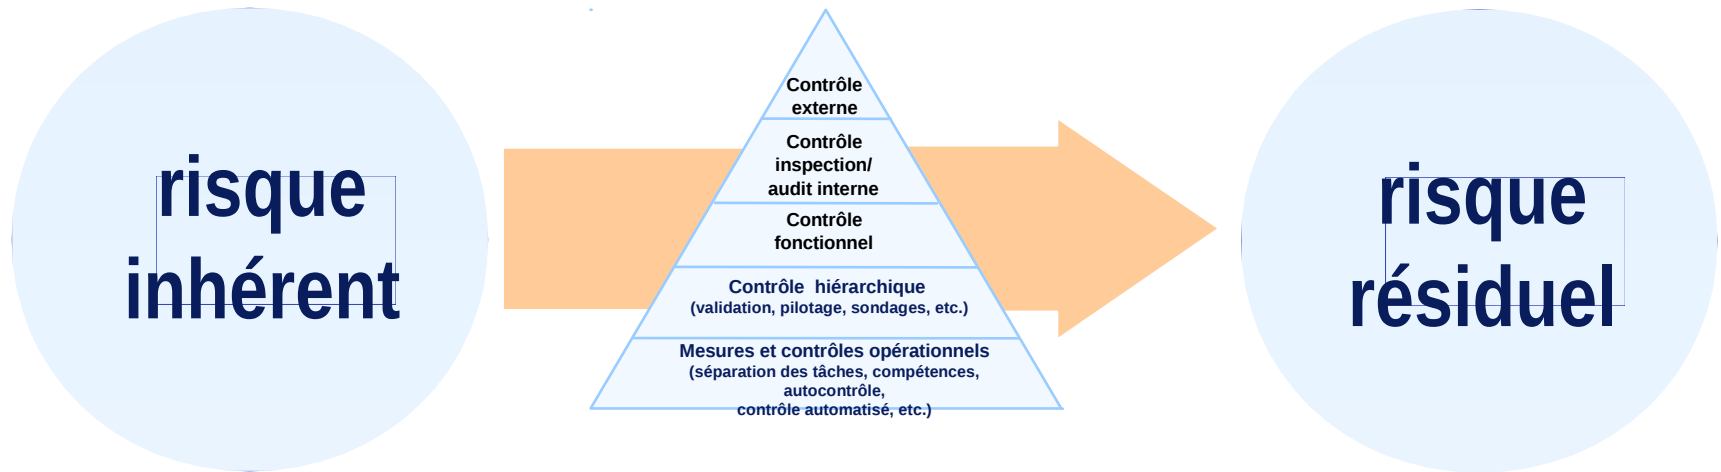 risque
inhérent
Contrôle
externe
Contrôle
inspection/
audit interne
Contrôle
fonctionnel
Contrôle  hiérarchique
(validation, pilotage, sondages, etc.)
Mesures et contrôles opérationnels
(séparation des tâches, compétences,
autocontrôle,
contrôle automatisé, etc.)
risque
résiduel